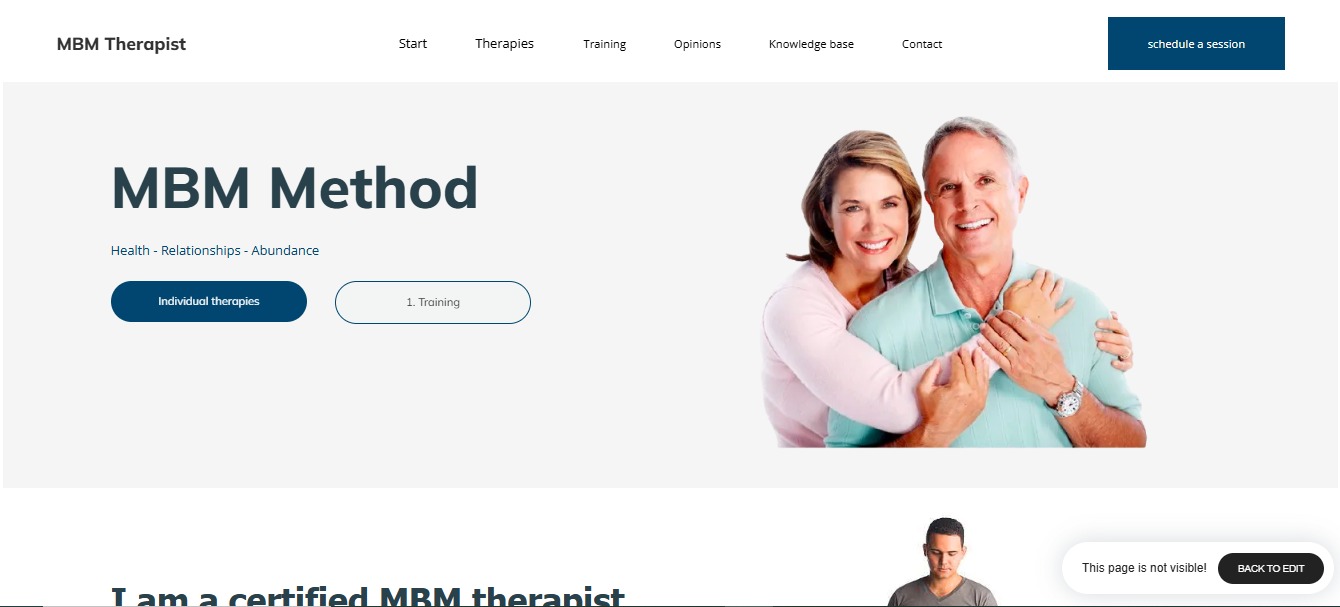 MBM Therapist
Start
Therapies
Training
Opinions
Knowledge base
Contact
schedule a session
MBM Method
Health - Relationships - Abundance
Individual therapies
1. Training
I am a certified MBM therapist
This page is not visible!
BACK TO EDIT